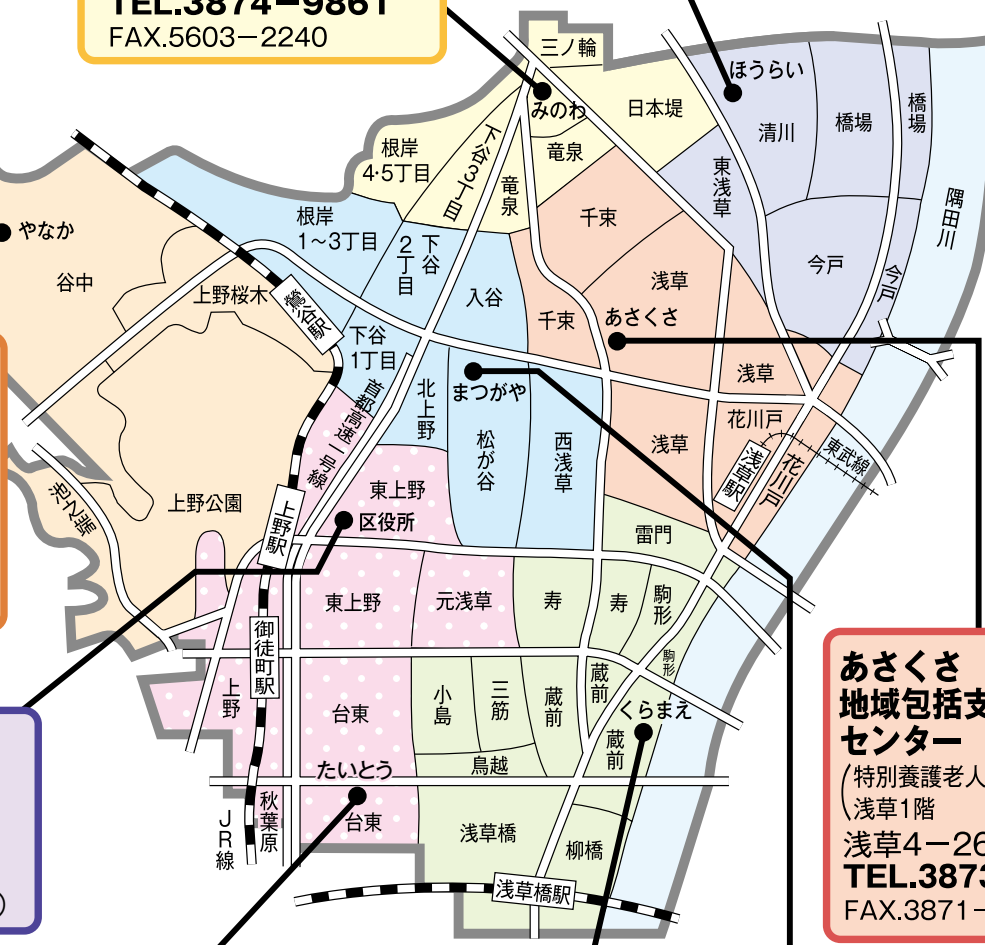 TEL.3874−9861
FAX.5603−2240
三ノ輪
みのわ
日本堤
ほうらい
清川
橋場
橋場
根岸
4・5丁目
下谷3丁目
竜泉
竜泉
東浅草
隅田川
千束
やなか
谷中
根岸
1～3丁目
下谷
2丁目
入谷
浅草
今戸
今戸
上野桜木
鶯谷駅
千束
あさくさ
下谷
1丁目
まつがや
浅草
首都高速一号線
北上野
松が谷
西浅草
浅草
花川戸
浅草駅
花川戸
東武線
池之端
上野公園
東上野
区役所
上野駅
雷門
東上野
元浅草
寿
寿
駒形
駒形
御徒町駅
上野
台東
小島
三筋
蔵前
蔵前
くらまえ
蔵前
鳥越
たいとう
台東
秋葉原
JR線
浅草橋
柳橋
浅草橋駅
あさくさ
地域包括支
センター
(特別養護老人
浅草1階
浅草4−26
TEL.3873
FAX.3871−
)